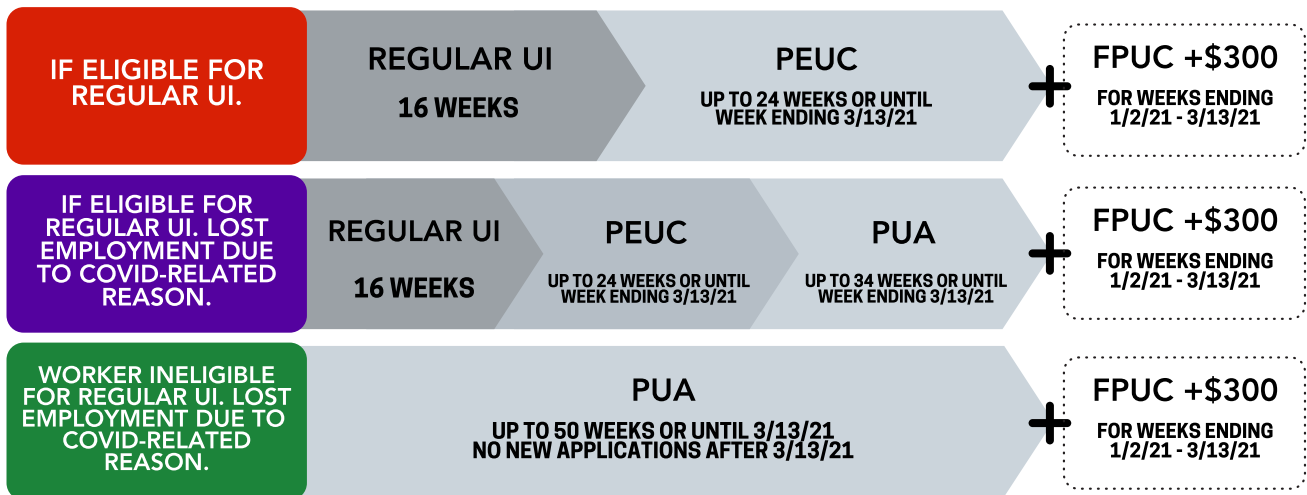 IF ELIGIBLE FOR
REGULAR UI.
REGULAR UI
16 WEEKS
PEUC
UP TO 24 WEEKS OR UNTIL
WEEK ENDING 3/13/21
+
FPUC +$300
FOR WEEKS ENDING
1/2/21 - 3/13/21
IF ELIGIBLE FOR
REGULAR UI. LOST
EMPLOYMENT DUE
TO COVID-RELATED
REASON.
REGULAR UI
16 WEEKS
PEUC
UP TO 24 WEEKS OR UNTIL
WEEK ENDING 3/13/21
PUA
UP TO 34 WEEKS OR UNTIL
WEEK ENDING 3/13/21
+
FPUC +$300
FOR WEEKS ENDING
1/2/21 - 3/13/21
WORKER INELIGIBLE
FOR REGULAR UI. LOST
EMPLOYMENT DUE TO
COVID-RELATED
REASON.
PUA
UP TO 50 WEEKS OR UNTIL 3/13/21
NO NEW APPLICATIONS AFTER 3/13/21
+
FPUC +$300
FOR WEEKS ENDING
1/2/21 - 3/13/21